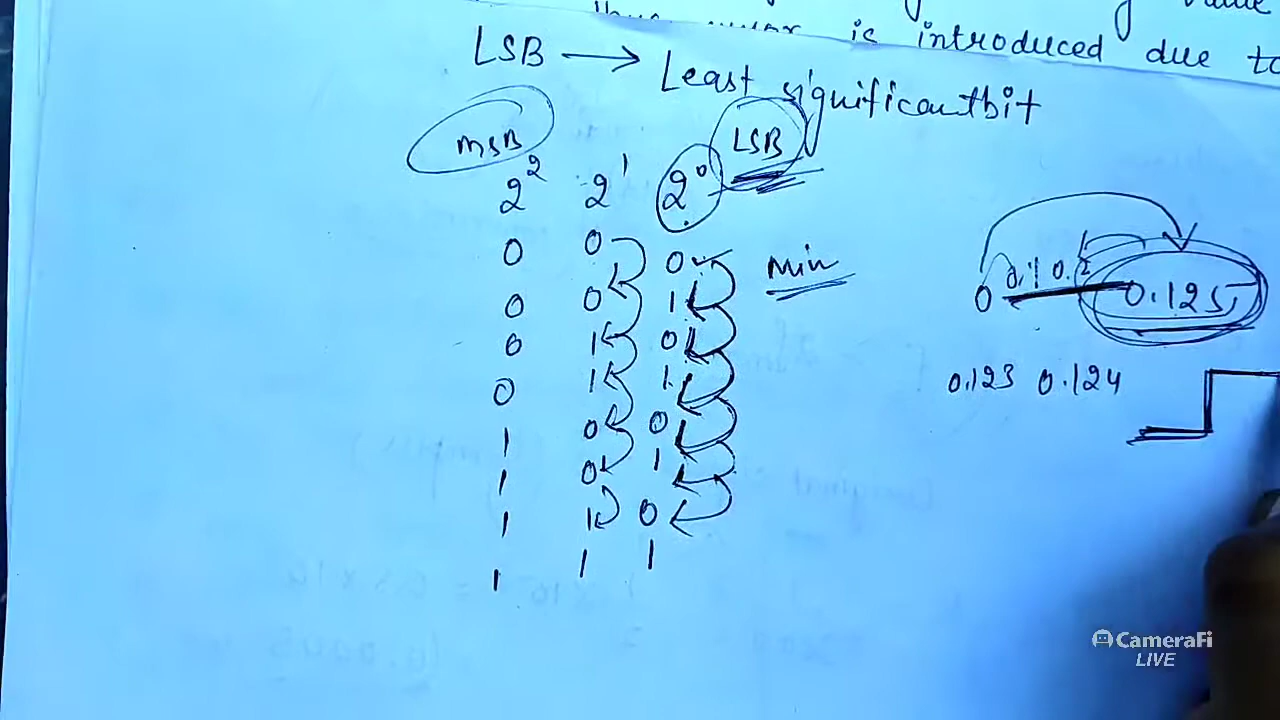 value
is introduced due to
LSB → Least significantbit
MSB LSB
2² 2¹ 2⁰
0 0 0 Min
0 0 1
0 1 0
0 1 1
1 0 0
1 0 1
1 1 0
1 1 1
0 0.1 0.2 0.125
0.123 0.124
CameraFi
LIVE